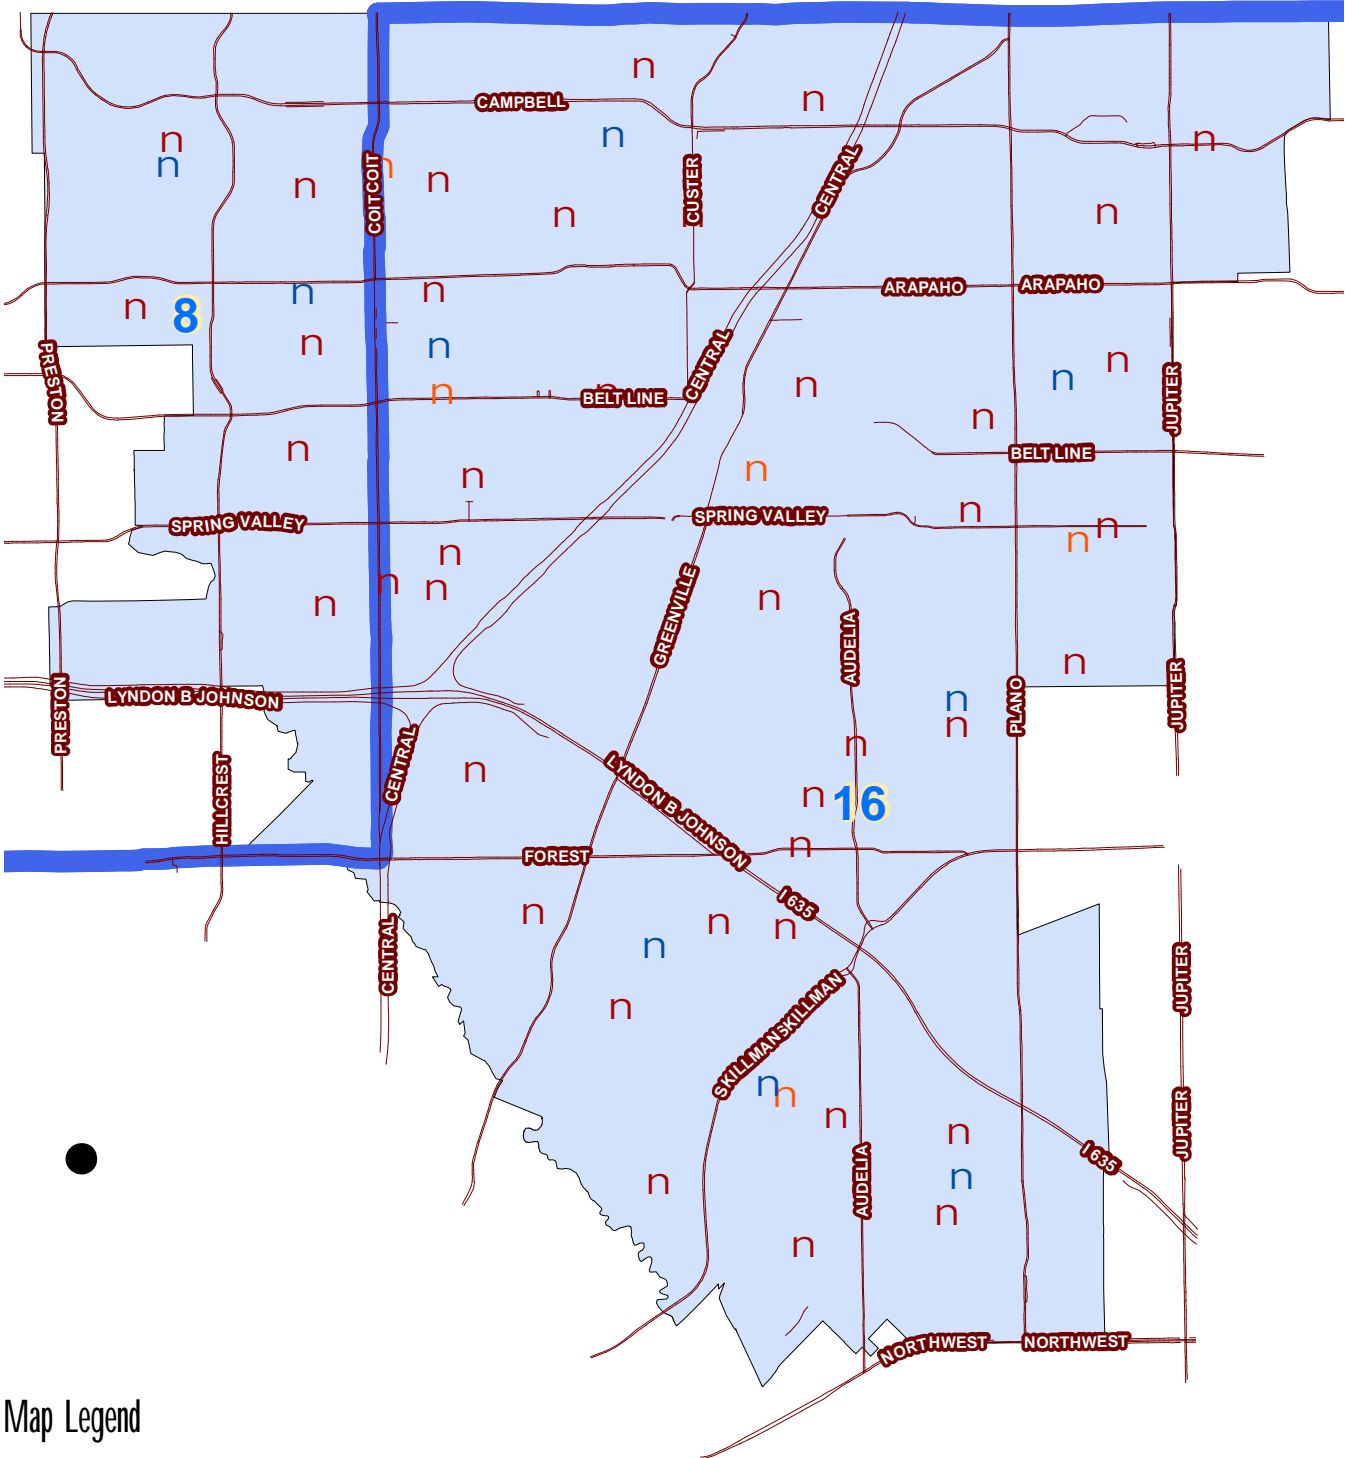 n
CAMPBELL
n
n
n
n
n
n
COIT
COIT
n
n
n
CUSTER
n
CENTRAL
n
n
n
n
n
ARAPAHO
ARAPAHO
n
8
n
n
CENTRAL
n
n
PRESTON
n
n
BELT LINE
n
n
JUPITER
n
n
BELT LINE
n
n
SPRING VALLEY
SPRING VALLEY
n
n
n
n
n
n
n
GREENVILLE
n
AUDELIA
n
LYNDON B JOHNSON
PRESTON
n
n
PLANO
JUPITER
HILLCREST
CENTRAL
n
n
LYNDON B JOHNSON
n
16
n
FOREST
I 635
n
n
n
n
CENTRAL
JUPITER
n
SKILLMAN
SKILLMAN
n
n
n
n
JUPITER
I 635
n
AUDELIA
n
n
n
NORTHWEST
NORTHWEST
Map Legend